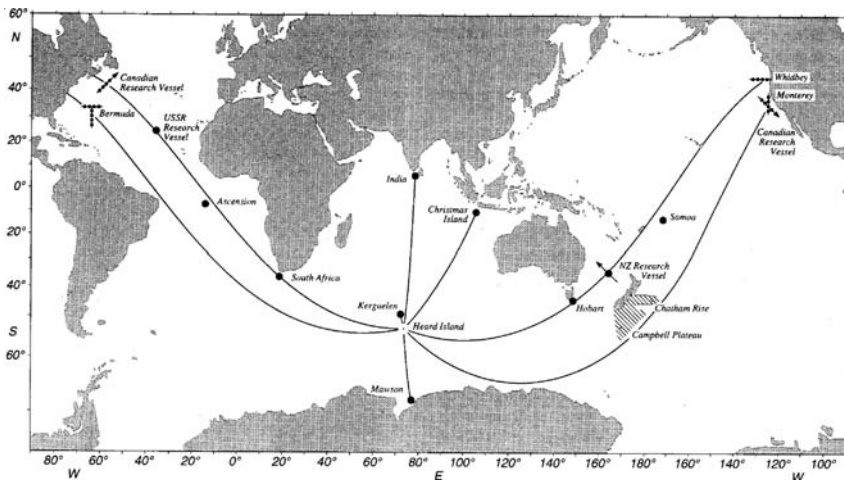 60°
N
40°
20°
0°
20°
40°
S
60°
Canadian
Research Vessel
Bermuda
USSR
Research
Vessel
Ascention
South Africa
India
Christmas
Island
Kerguelen
Heard Island
Mawson
Hobart
NZ Research
Vessel
Samoa
Chatham Rise
Campbell Plateau
Whidbey
Monterey
Canadian
Research
Vessel
80° 60° 40° 20° 0° 20° 40° 60° 80° 100° 120° 140° 160° 180° 160° 140° 120° 100°
W E W